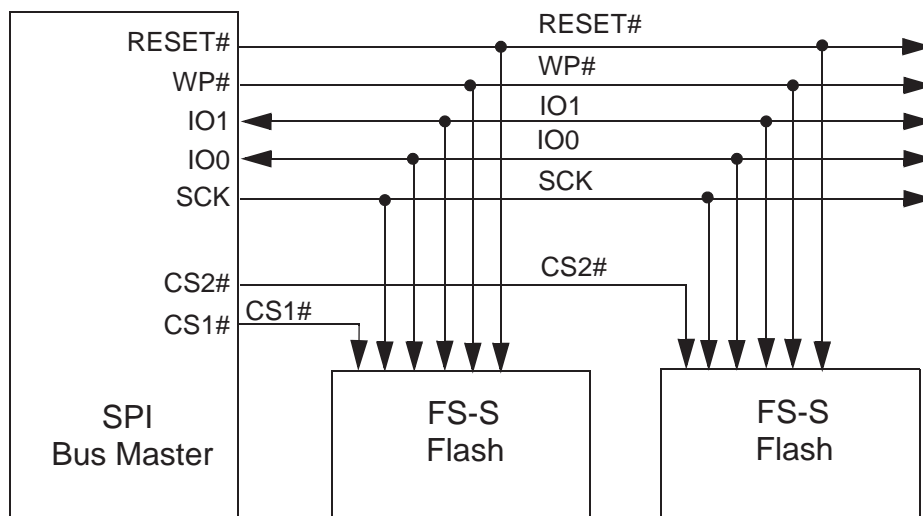 RESET#
RESET#
WP#
WP#
IO1
IO1
IO0
IO0
SCK
SCK
CS2#
CS2#
CS1#
CS1#
SPI
Bus Master
FS-S
Flash
FS-S
Flash